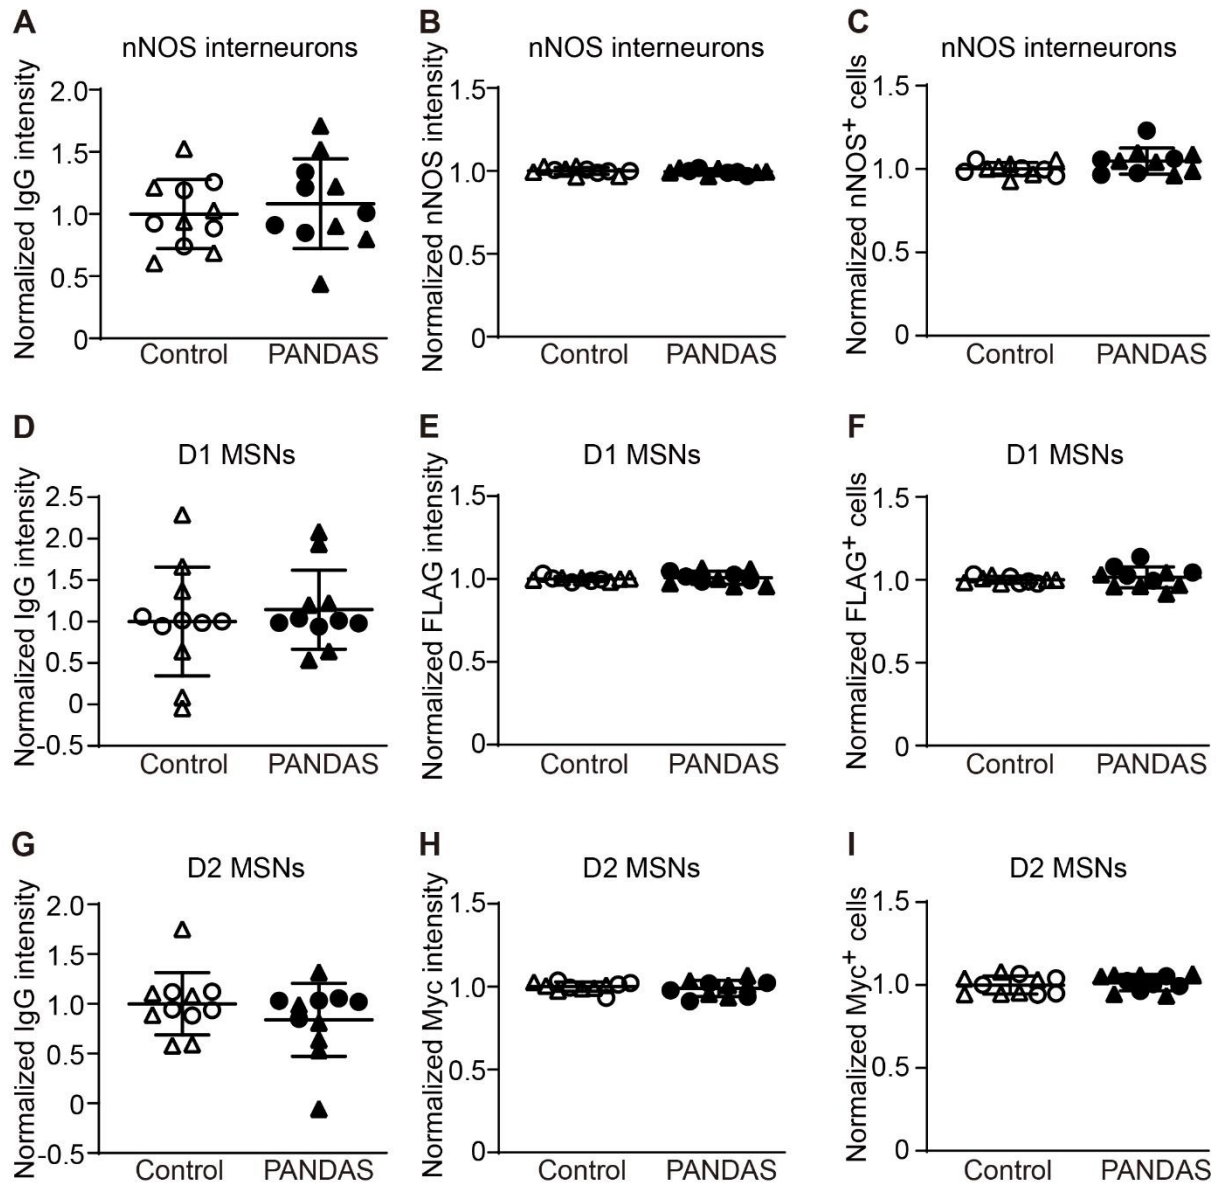 A
nNOS interneurons
Normalized IgG intensity
2.0
1.5
1.0
0.5
0
Control
PANDAS
B
nNOS interneurons
Normalized nNOS intensity
1.5
1.0
0.5
0
Control
PANDAS
C
nNOS interneurons
Normalized nNOS⁺ cells
1.5
1.0
0.5
0
Control
PANDAS
D
D1 MSNs
Normalized IgG intensity
2.5
2.0
1.5
1.0
0.5
0
-0.5
Control
PANDAS
E
D1 MSNs
Normalized FLAG intensity
1.5
1.0
0.5
0
Control
PANDAS
F
D1 MSNs
Normalized FLAG⁺ cells
1.5
1.0
0.5
0
Control
PANDAS
G
D2 MSNs
Normalized IgG intensity
2.0
1.5
1.0
0.5
0
-0.5
Control
PANDAS
H
D2 MSNs
Normalized Myc intensity
1.5
1.0
0.5
0
Control
PANDAS
I
D2 MSNs
Normalized Myc⁺ cells
1.5
1.0
0.5
0
Control
PANDAS